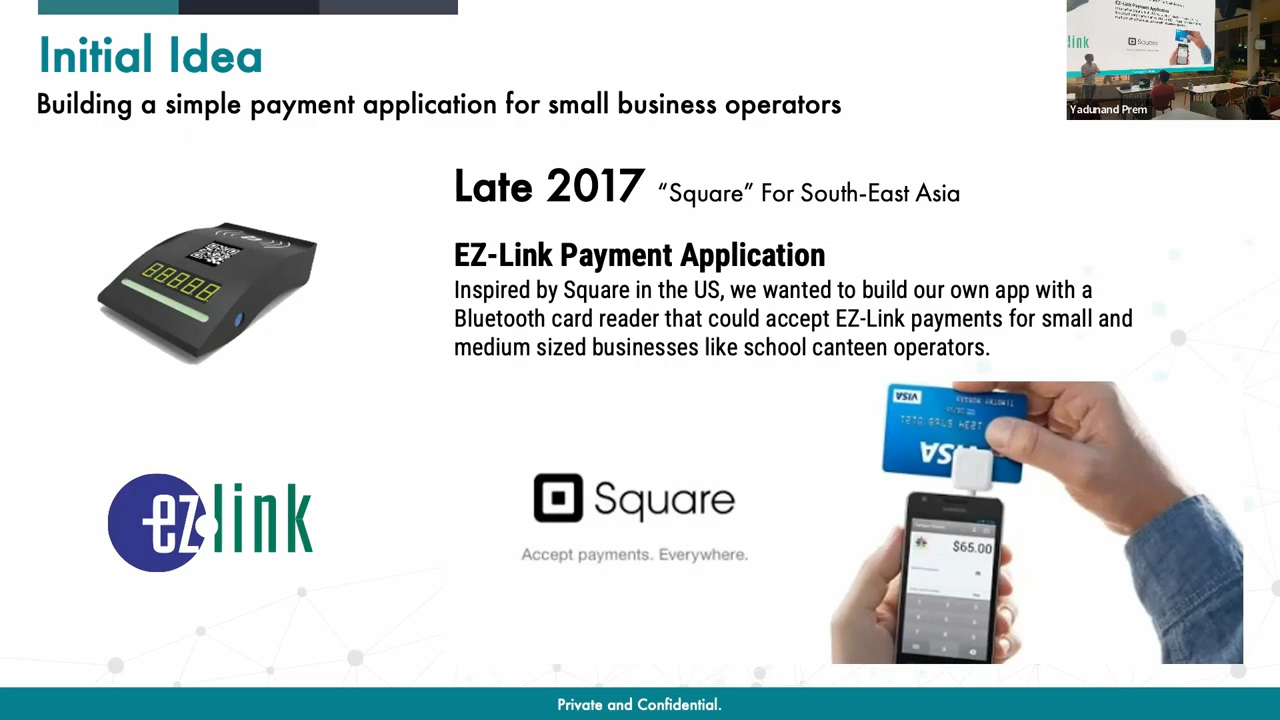 Initial Idea
Building a simple payment application for small business operators
Yadunand Prem
Late 2017 “Square” For South-East Asia
EZ-Link Payment Application
Inspired by Square in the US, we wanted to build our own app with a
Bluetooth card reader that could accept EZ-Link payments for small and
medium sized businesses like school canteen operators.
VISA
VISA
$65.00
ez-link
Square
Accept payments. Everywhere.
Private and Confidential.